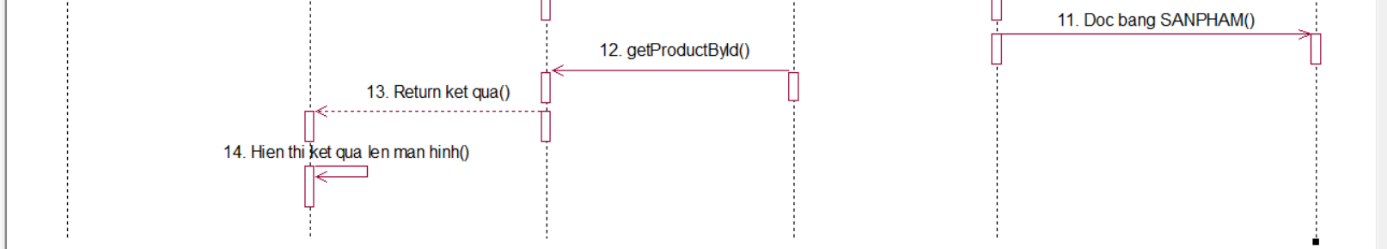 11. Doc bang SANPHAM()
12. getProductById()
13. Return ket qua()
14. Hien thi ket qua len man hinh()